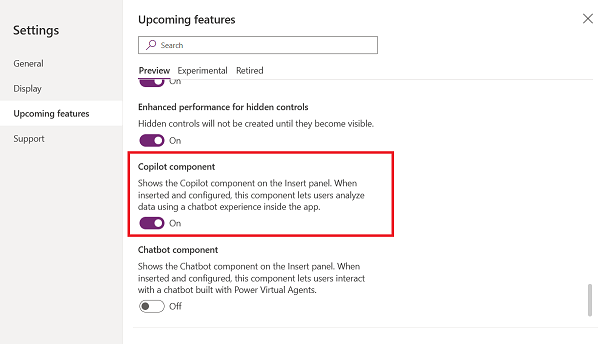 Settings
General
Display
Upcoming features
Support
Upcoming features
Search
Preview Experimental Retired
On
Enhanced performance for hidden controls
Hidden controls will not be created until they become visible.
On
Copilot component
Shows the Copilot component on the Insert panel. When
inserted and configured, this component lets users analyze
data using a chatbot experience inside the app.
On
Chatbot component
Shows the Chatbot component on the Insert panel. When
inserted and configured, this component lets users interact
with a chatbot built with Power Virtual Agents.
Off